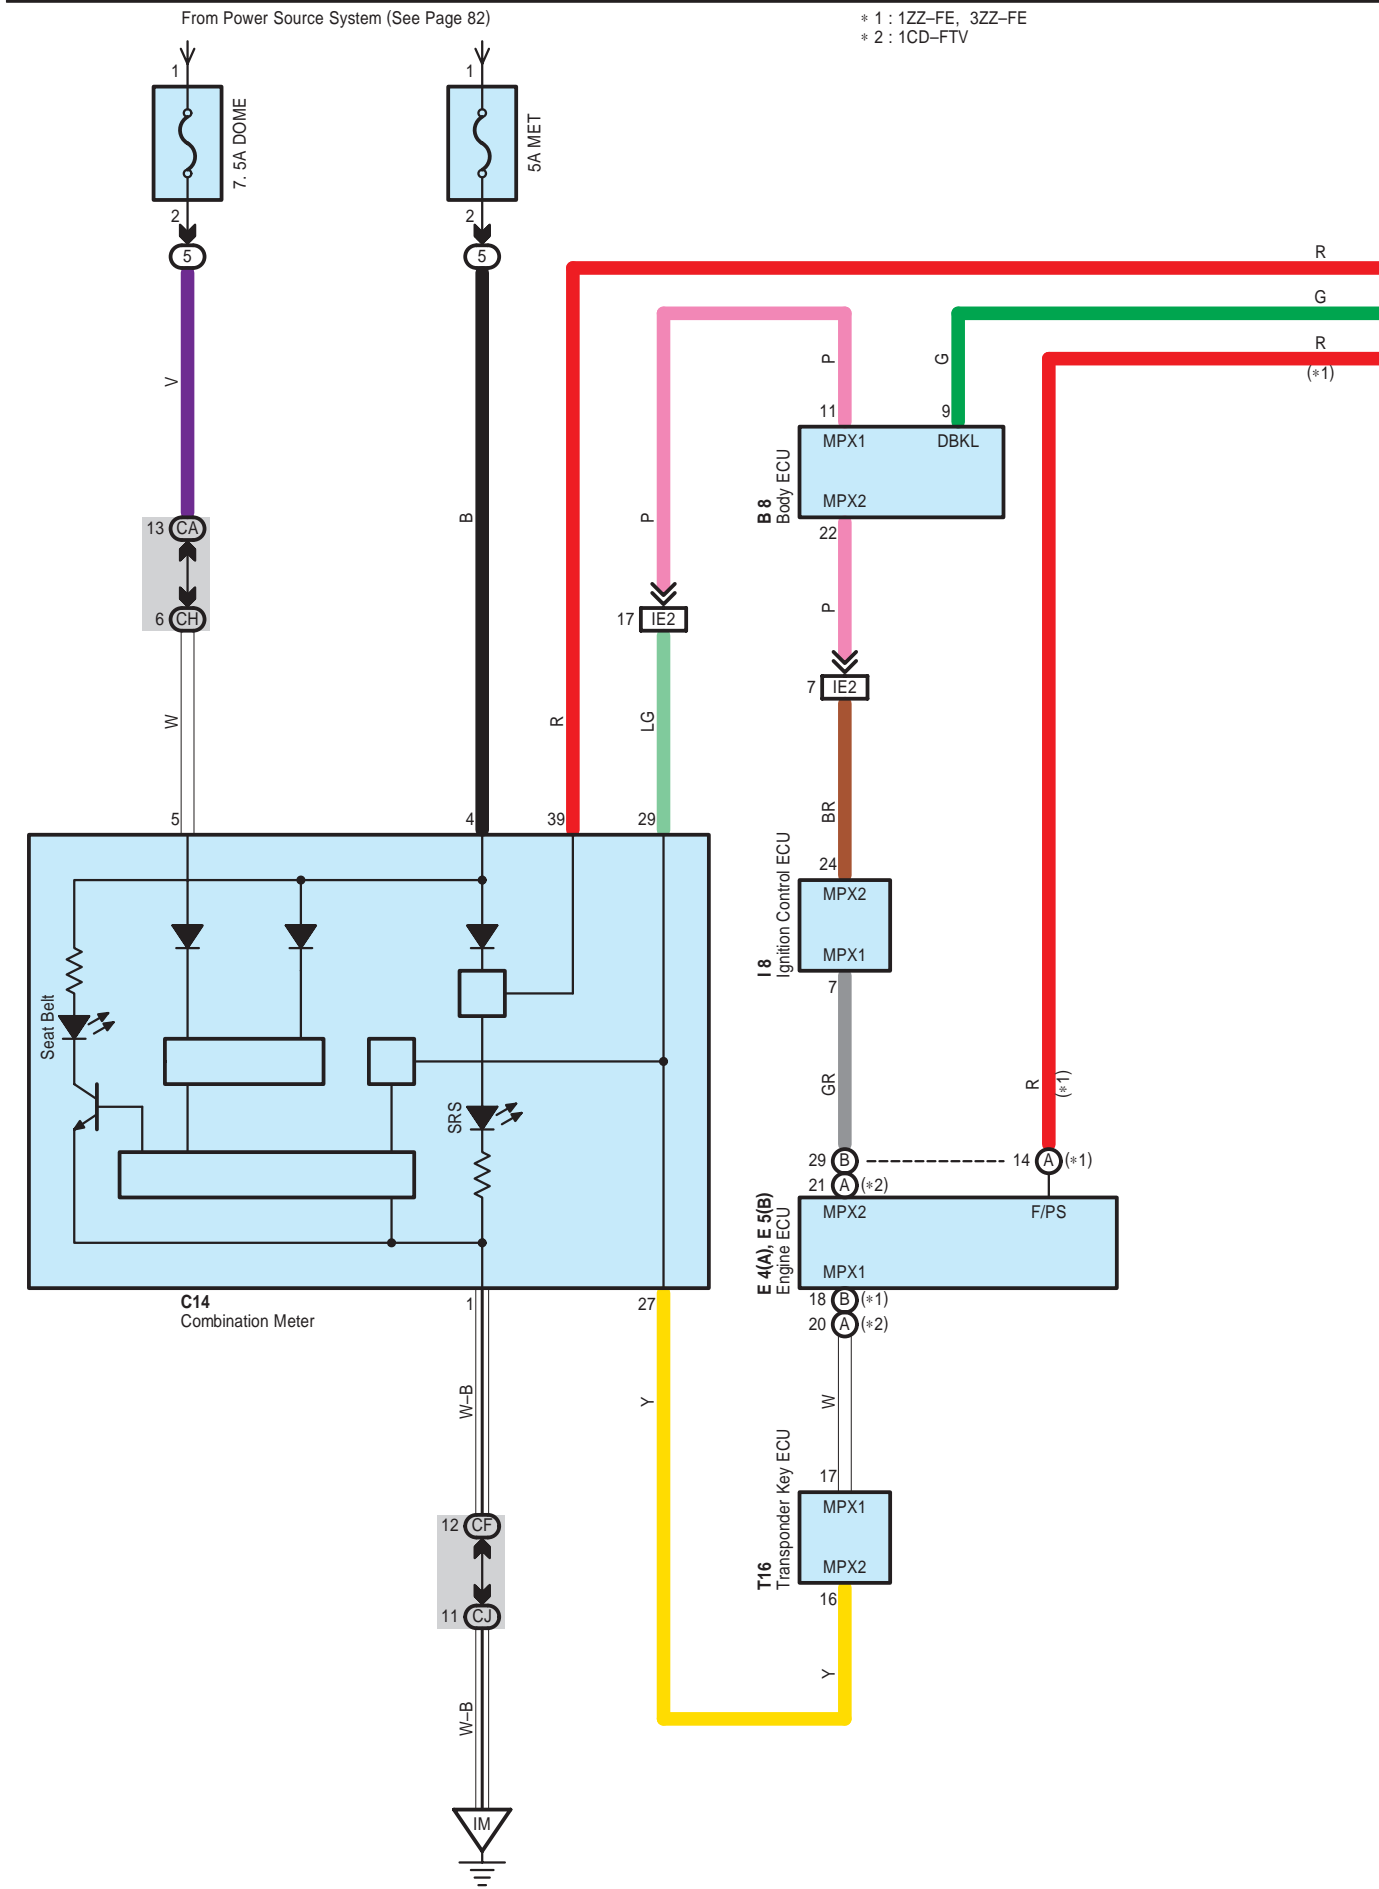 From Power Source System (See Page 82)
* 1 : 1ZZ–FE, 3ZZ–FE
* 2 : 1CD–FTV
1
1
7. 5A DOME
5A MET
2
2
5
5
R
G
R
(*1)
V
P
G
11
9
MPX1
DBKL
MPX2
B 8
Body ECU
B
P
22
13
CA
6
CH
P
17
IE2
7
IE2
W
R
LG
BR
5
4
39
29
24
MPX2
MPX1
I 8
Ignition Control ECU
7
Seat Belt
SRS
GR
R
(*1)
29
B
14
A
(*1)
21
A
(*2)
MPX2
F/PS
MPX1
E 4(A), E 5(B)
Engine ECU
C14
Combination Meter
1
27
18
B
(*1)
20
A
(*2)
W–B
Y
W
17
MPX1
MPX2
T16
Transponder Key ECU
16
12
CF
11
CJ
W–B
Y
IM